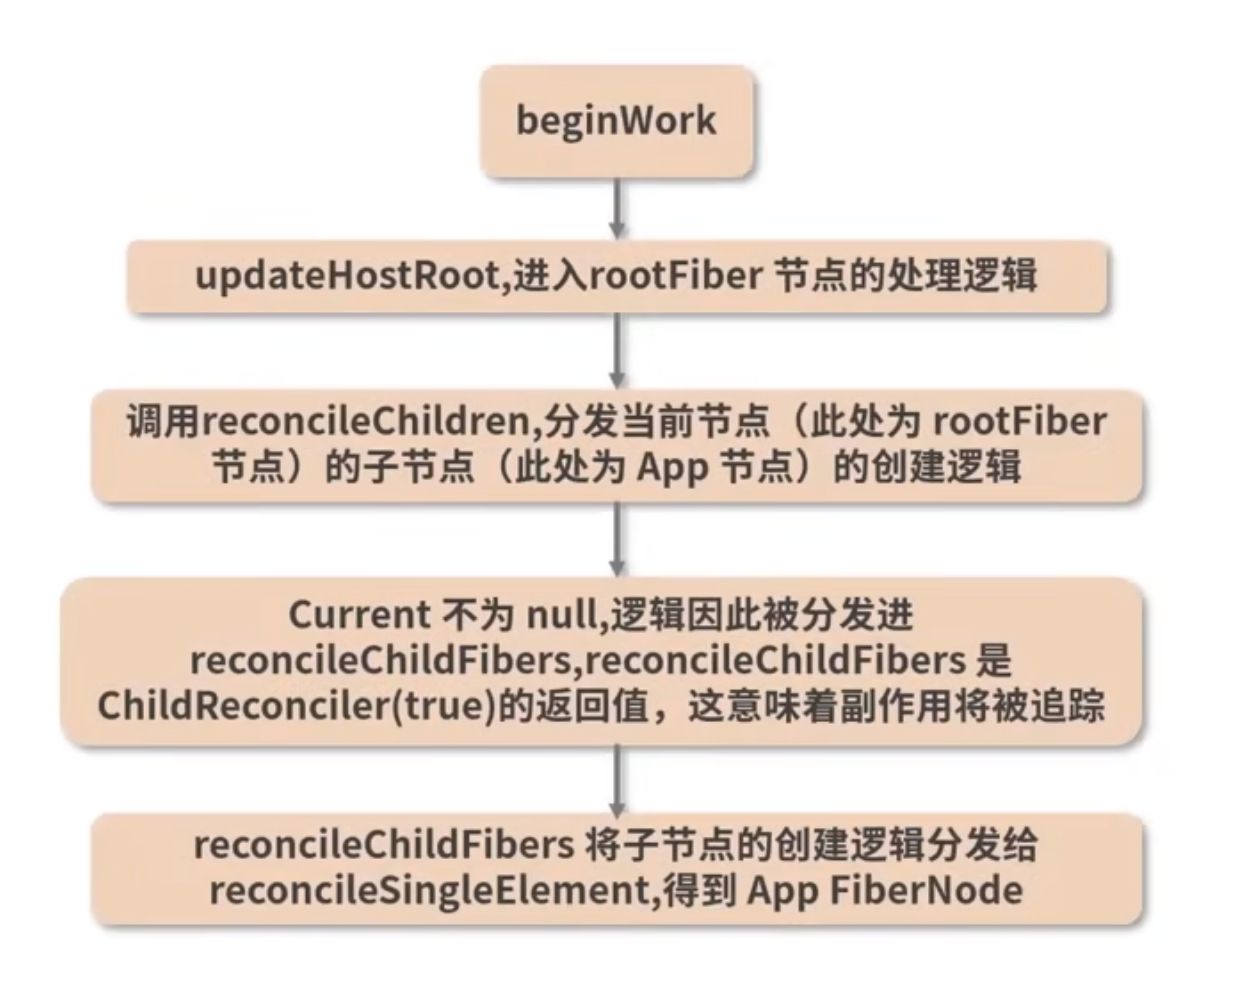 beginWork
updateHostRoot,进入rootFiber 节点的处理逻辑
调用reconcileChildren,分发当前节点（此处为 rootFiber
节点）的子节点（此处为 App 节点）的创建逻辑
Current 不为 null,逻辑因此被分发进
reconcileChildFibers,reconcileChildFibers 是
ChildReconciler(true)的返回值，这意味着副作用将被追踪
reconcileChildFibers 将子节点的创建逻辑分发给
reconcileSingleElement,得到 App FiberNode